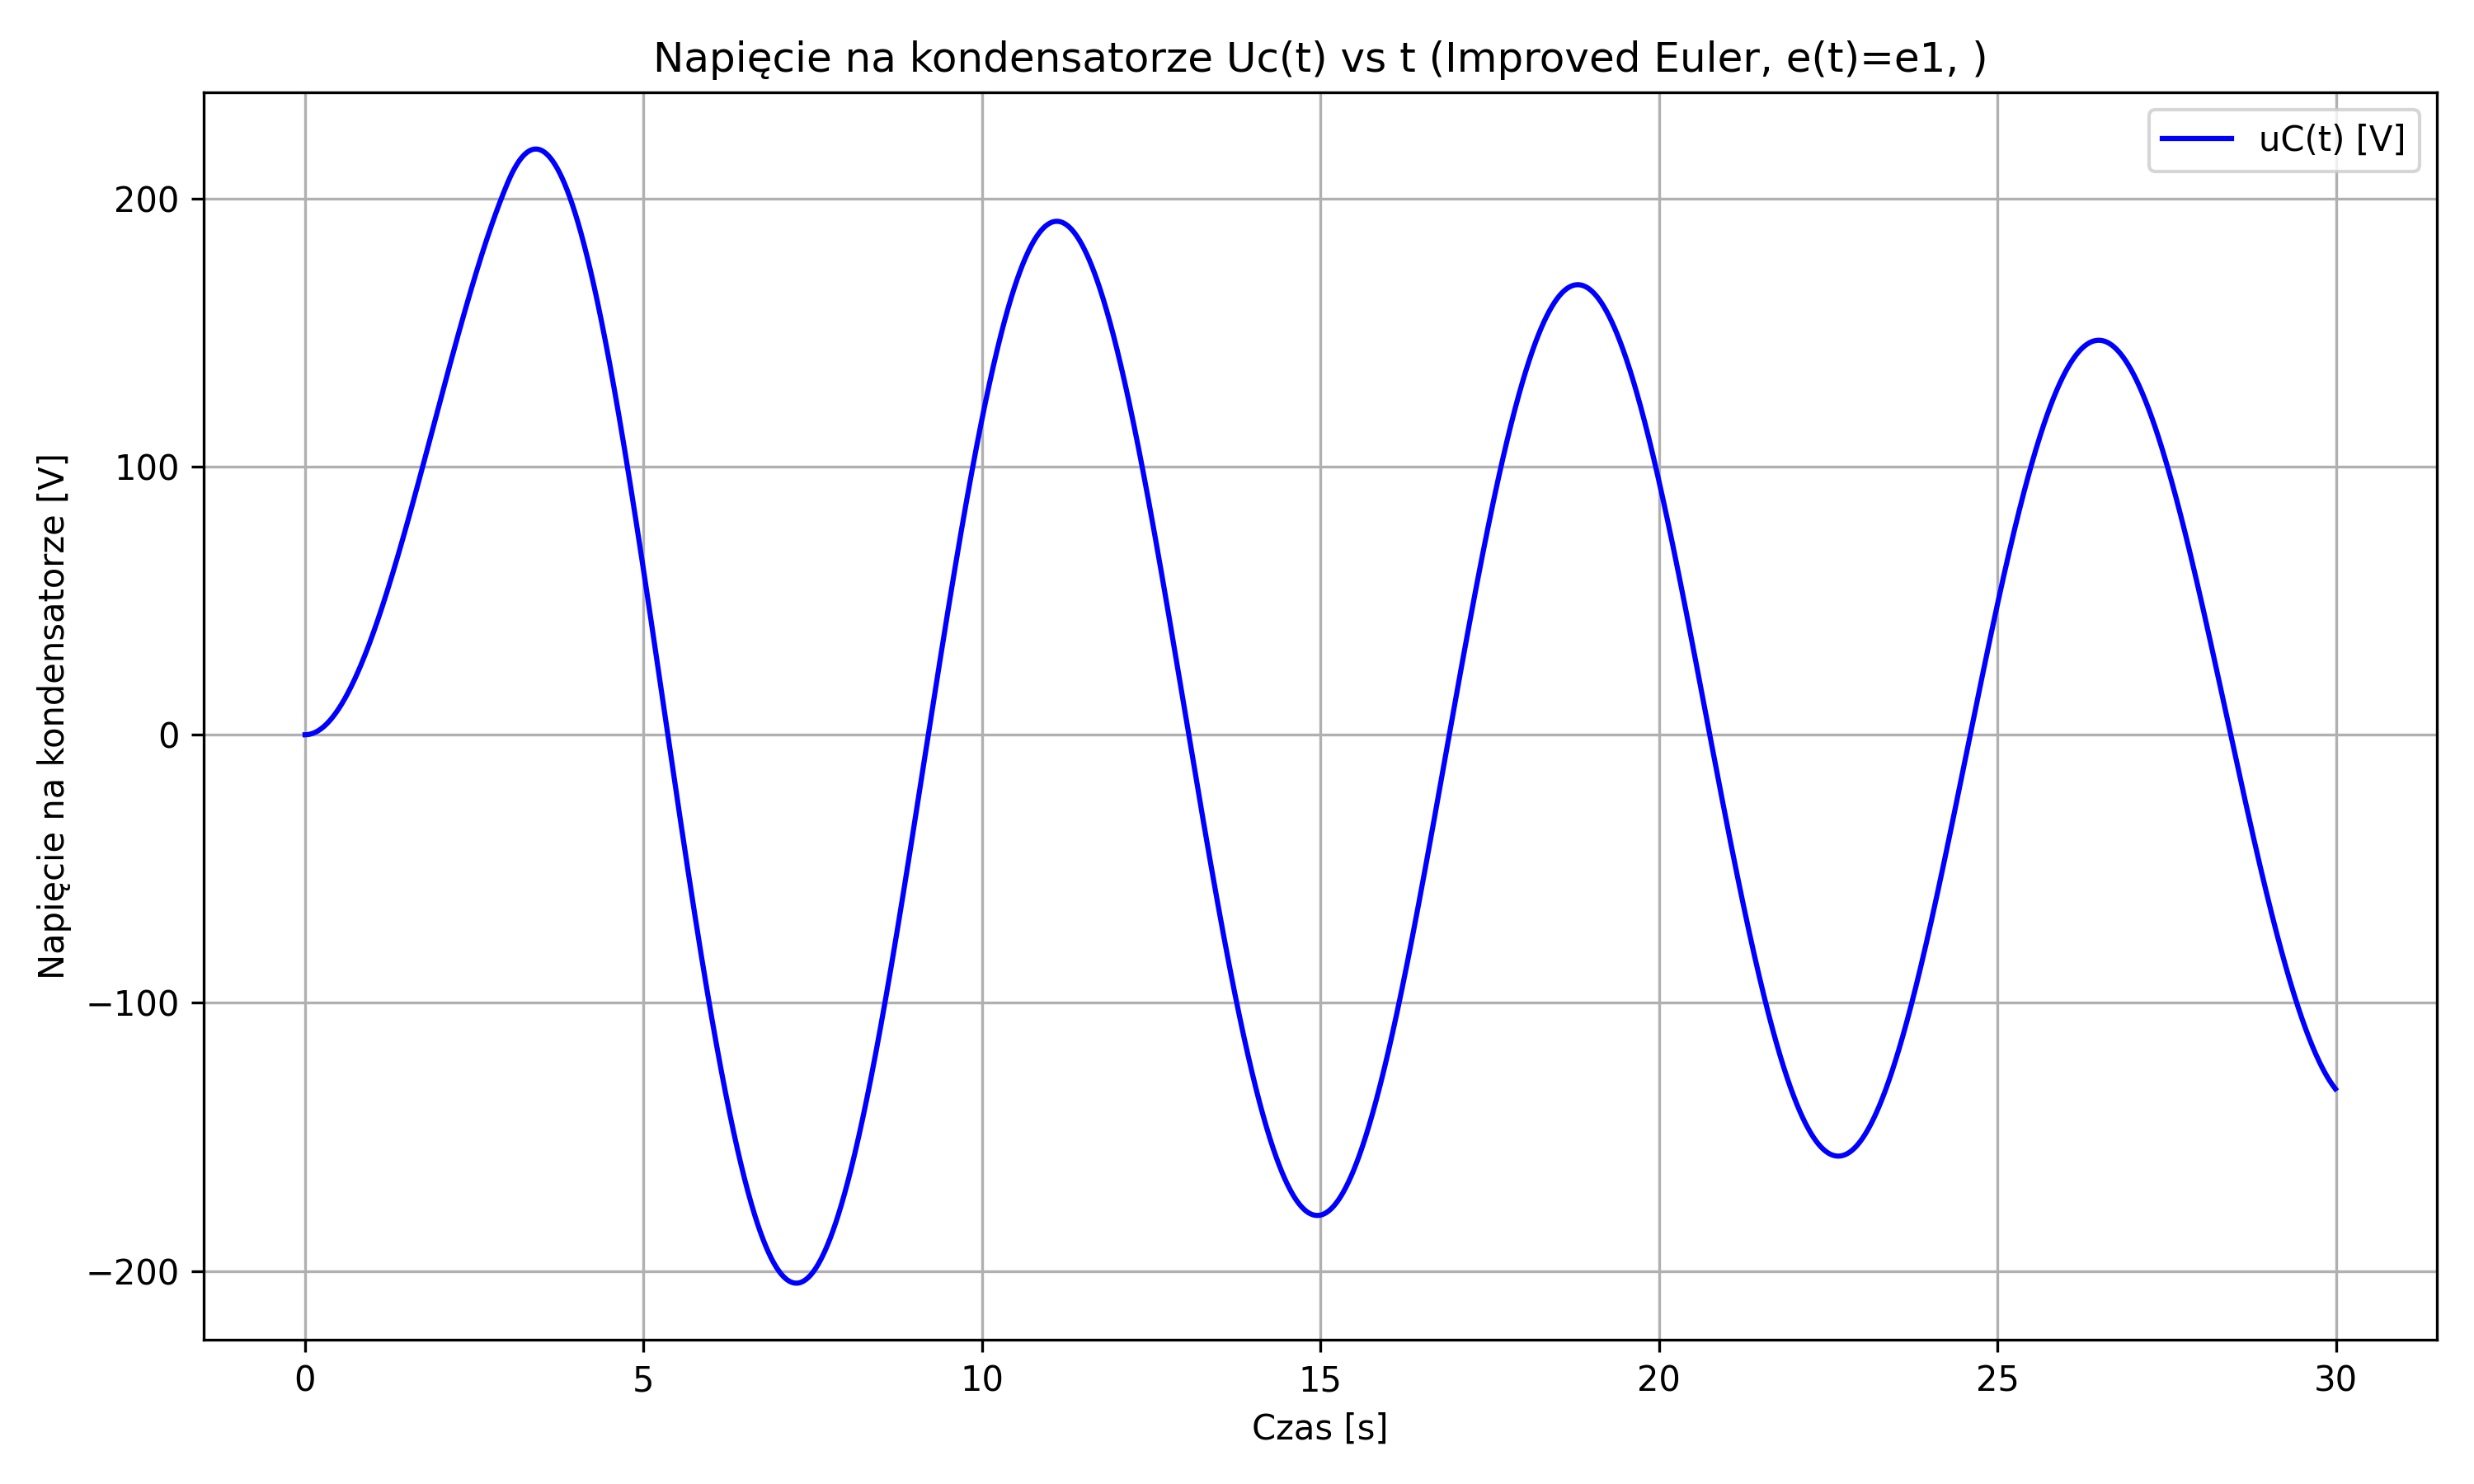 Napięcie na kondensatorze Uc(t) vs t (Improved Euler, e(t)=e1, )
uC(t) [V]
Napięcie na kondensatorze [V]
200
100
0
−100
−200
0 5 10 15 20 25 30
Czas [s]